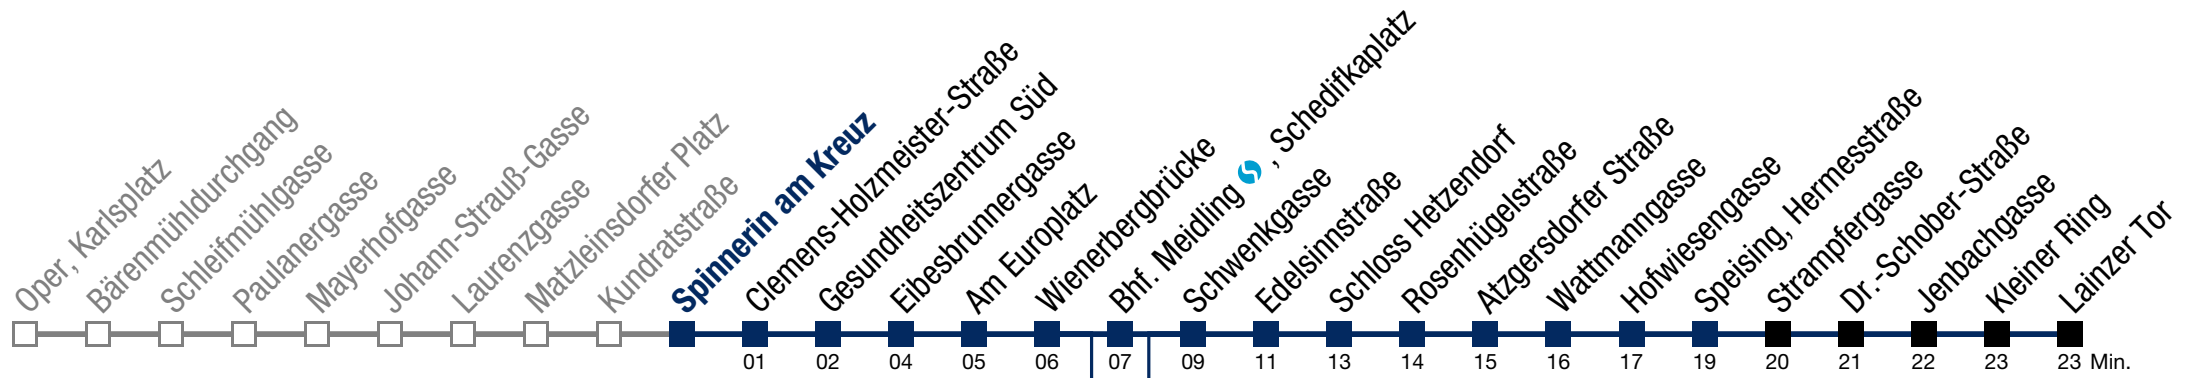 Oper, Karlsplatz
Bärenmühldurchgang
Schleifmühlgasse
Paulanergasse
Mayerhofgasse
Johann-Strauß-Gasse
Laurenzgasse
Matzleinsdorfer Platz
Kundratstraße
Spinnerin am Kreuz
Clemens-Holzmeister-Straße
Gesundheitszentrum Süd
Eibesbrunnergasse
Am Europlatz
Wienerbergbrücke
Bhf. Meidling , Schedifkaplatz
Schwenkgasse
Edelsinnstraße
Schloss Hetzendorf
Rosenhügelstraße
Atzgersdorfer Straße
Wattmanngasse
Hofwiesengasse
Speising, Hermesstraße
Strampfergasse
Dr.-Schober-Straße
Jenbachgasse
Kleiner Ring
Lainzer Tor
01 02 04 05 06 07 09 11 13 14 15 16 17 19 20 21 22 23 23 Min.